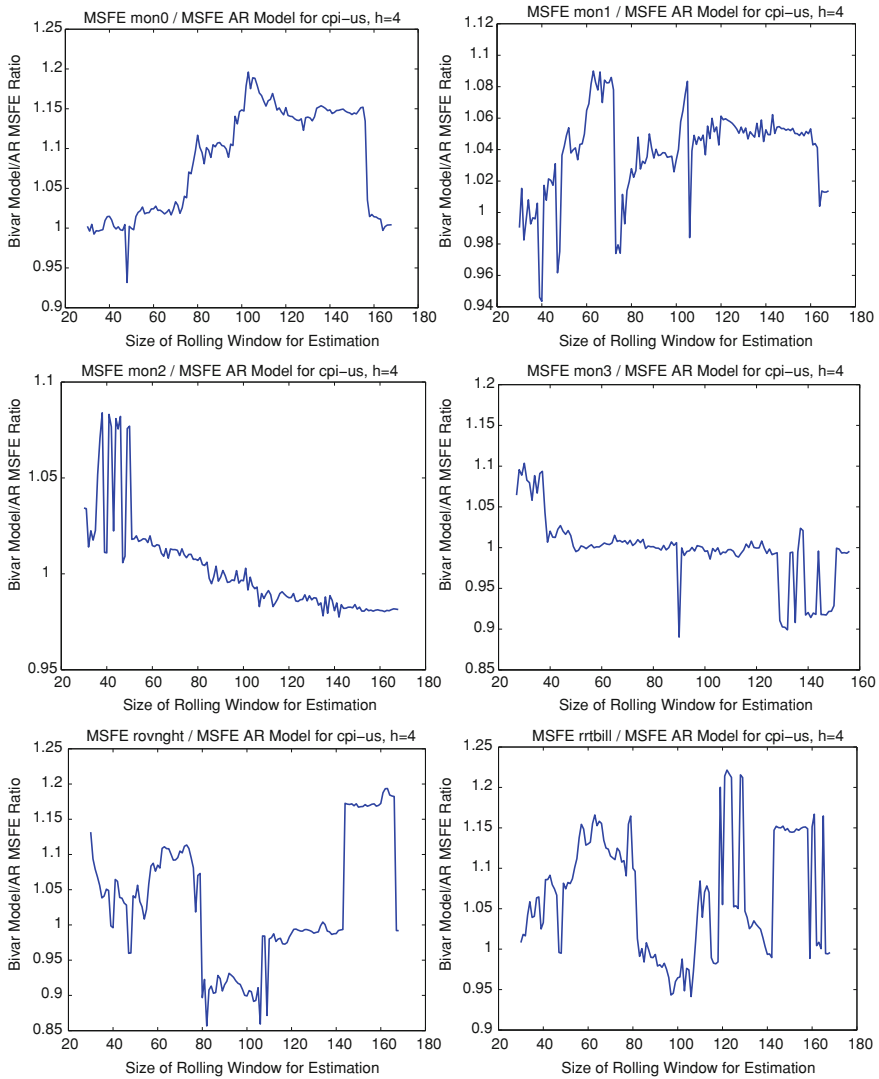 MSFE mon0 / MSFE AR Model for cpi−us, h=4
Bivar Model/AR MSFE Ratio
1.25
1.2
1.15
1.1
1.05
1
0.95
0.9
20 40 60 80 100 120 140 160 180
Size of Rolling Window for Estimation
MSFE mon1 / MSFE AR Model for cpi−us, h=4
Bivar Model/AR MSFE Ratio
1.12
1.1
1.08
1.06
1.04
1.02
1
0.98
0.96
0.94
20 40 60 80 100 120 140 160 180
Size of Rolling Window for Estimation
MSFE mon2 / MSFE AR Model for cpi−us, h=4
Bivar Model/AR MSFE Ratio
1.1
1.05
1
0.95
20 40 60 80 100 120 140 160 180
Size of Rolling Window for Estimation
MSFE mon3 / MSFE AR Model for cpi−us, h=4
Bivar Model/AR MSFE Ratio
1.2
1.15
1.1
1.05
1
0.95
0.9
0.85
20 40 60 80 100 120 140 160
Size of Rolling Window for Estimation
MSFE rovnght / MSFE AR Model for cpi−us, h=4
Bivar Model/AR MSFE Ratio
1.25
1.2
1.15
1.1
1.05
1
0.95
0.9
0.85
20 40 60 80 100 120 140 160 180
Size of Rolling Window for Estimation
MSFE rrtbill / MSFE AR Model for cpi−us, h=4
Bivar Model/AR MSFE Ratio
1.25
1.2
1.15
1.1
1.05
1
0.95
0.9
20 40 60 80 100 120 140 160 180
Size of Rolling Window for Estimation